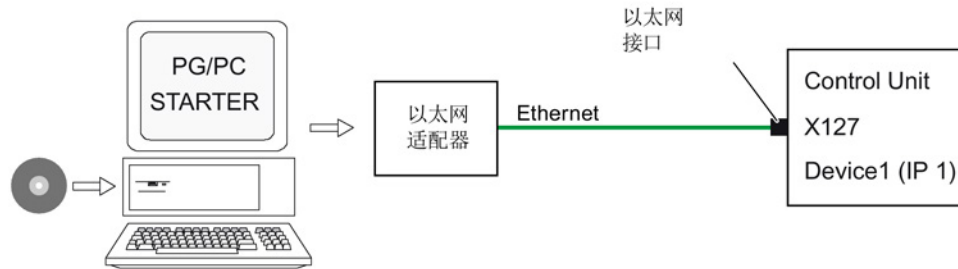 PG/PC
STARTER
以太网
适配器
Ethernet
以太网
接口
Control Unit
X127
Device1 (IP 1)